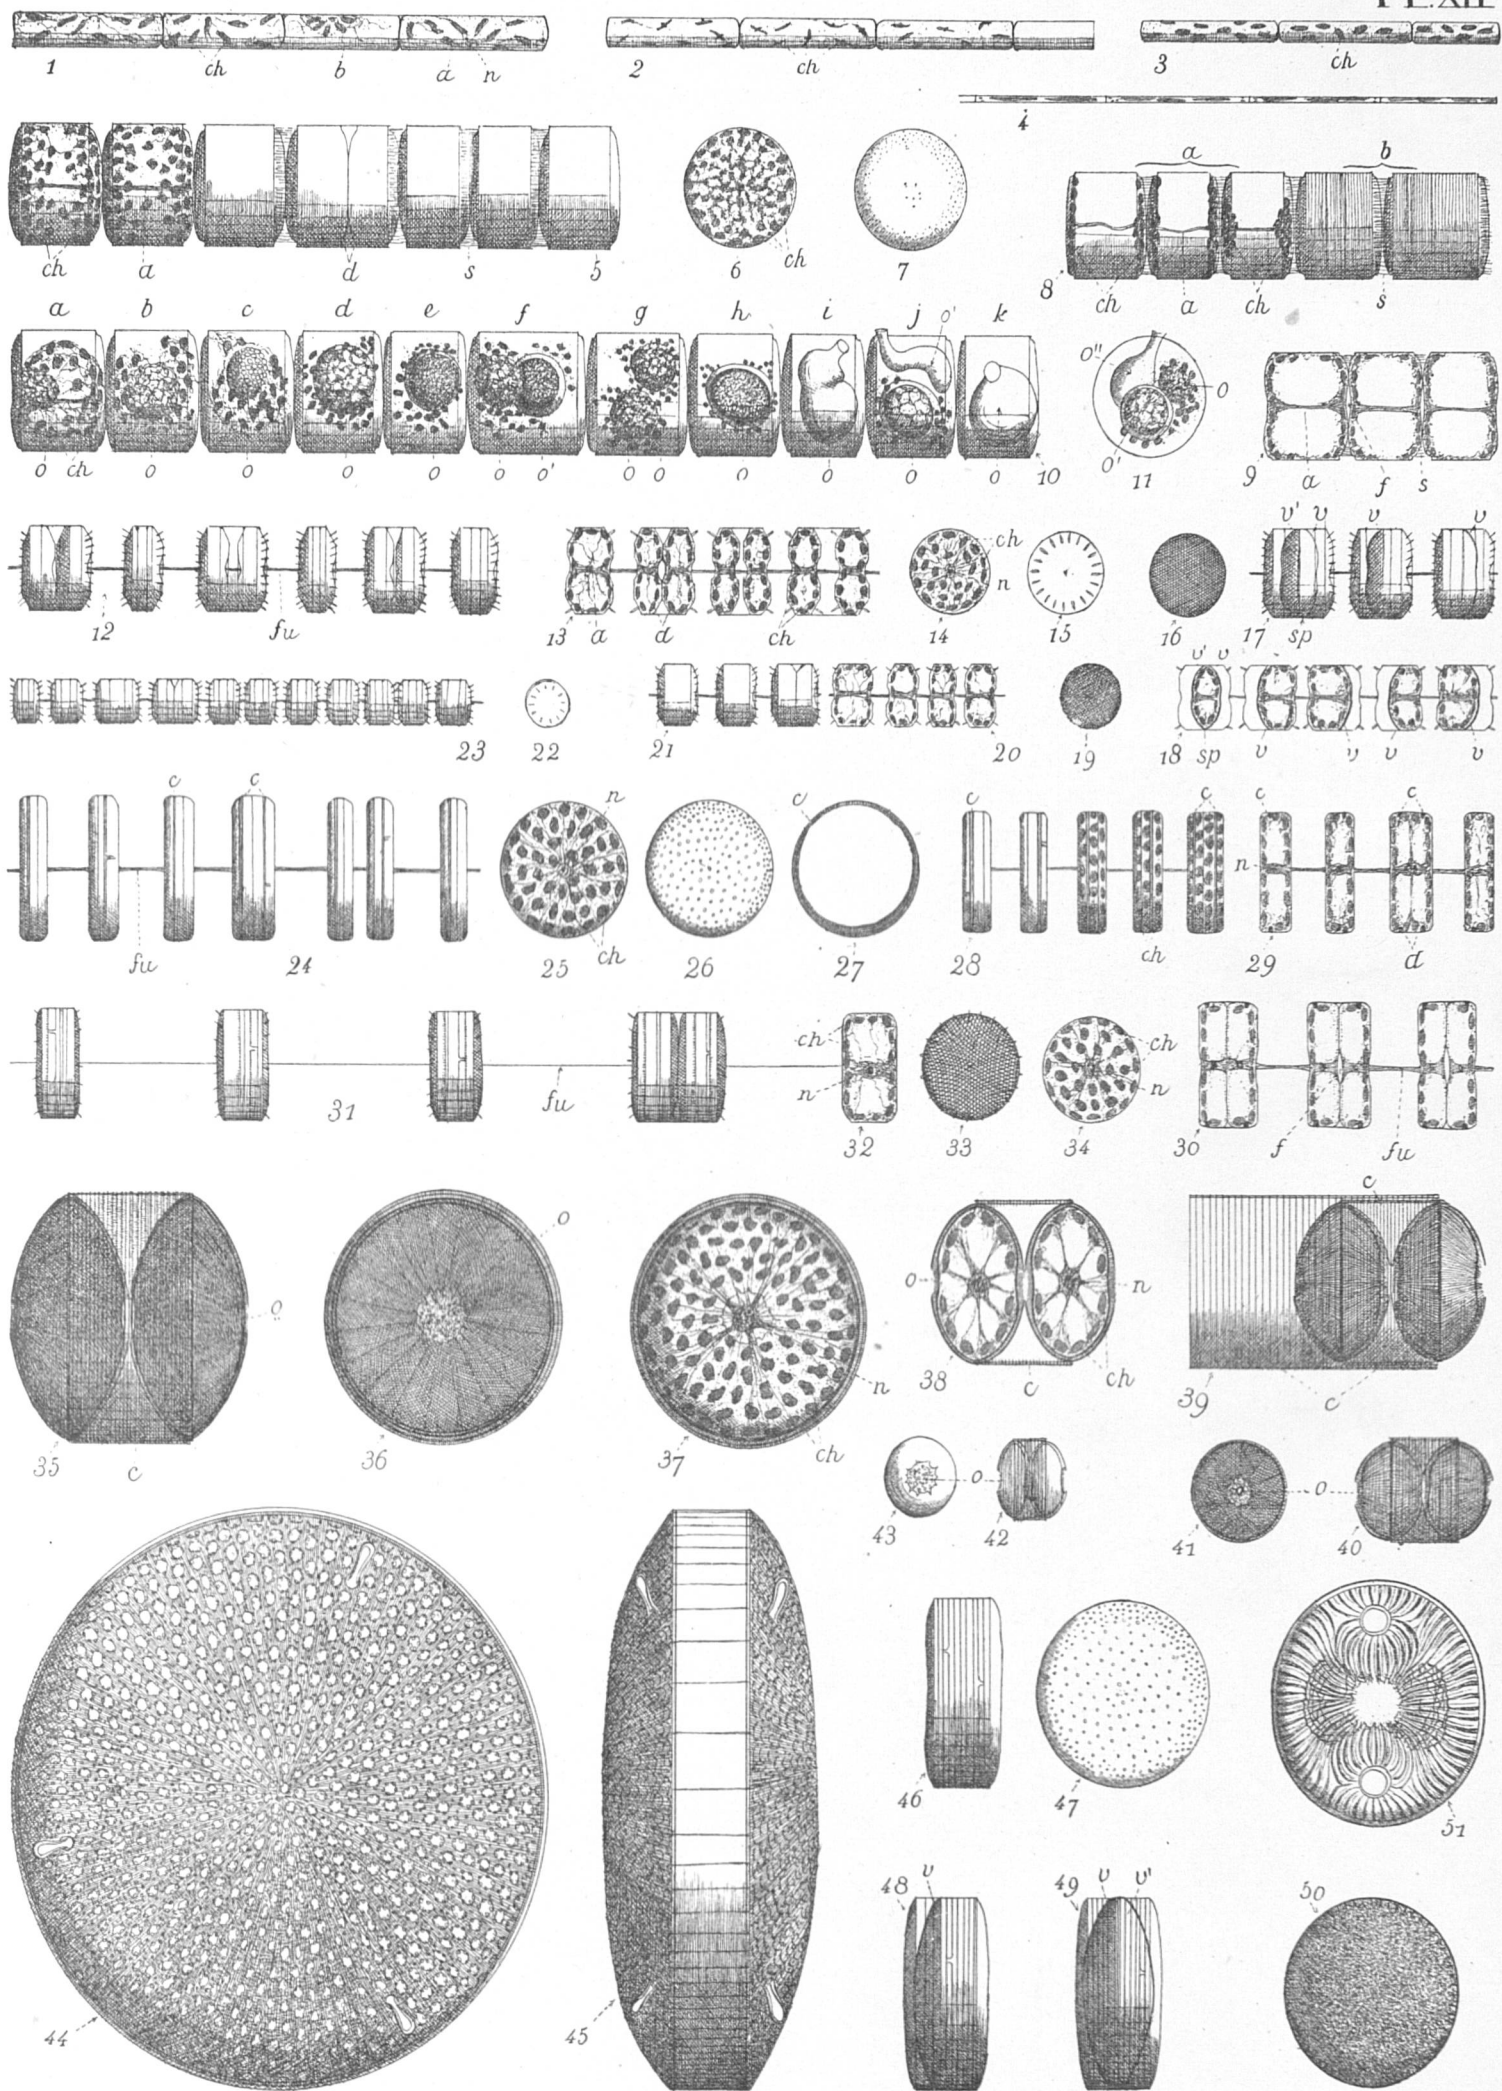 PL. XII
1 ch b a n 2 ch 3 ch
4
a b
ch a d s 5 6 ch 7 8 ch a ch s
a b c d e f g h i j o' k
o'' o
o ch o o o o o o' o o o o o o 10 o' 11 9 a f s
ch n v' v v v
12 fu 13 a d ch 14 15 16 17 sp
v' v
23 22 21 20 19 18 sp v v v v
c c n c c c c c
n
fu 24 25 ch 26 27 28 ch 29 d
ch n ch n
31 fu 32 33 34 30 f fu
c
o o o n
n
35 c 36 37 ch 38 c ch 39 c
o o
43 42 41 40
46 47 51
48 v 49 v v' 50
44 45